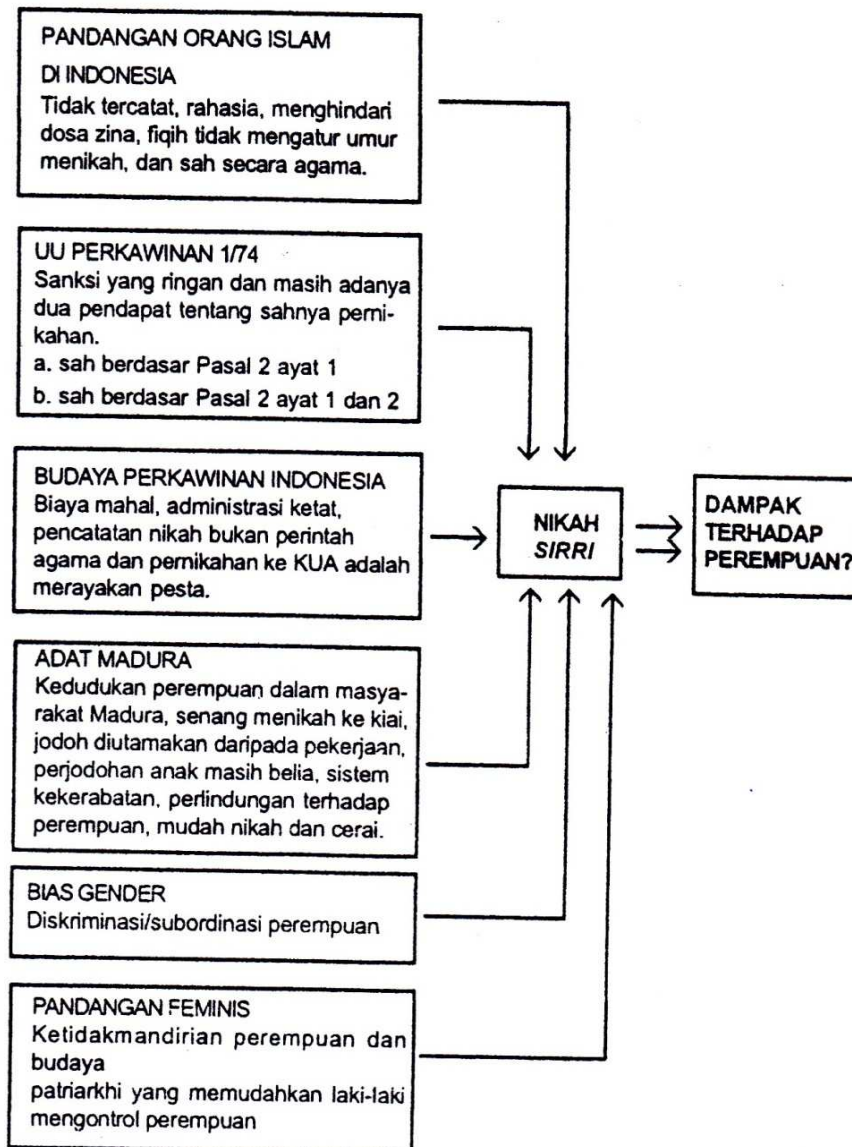 PANDANGAN ORANG ISLAM
DI INDONESIA
Tidak tercatat, rahasia, menghindari
dosa zina, fiqih tidak mengatur umur
menikah, dan sah secara agama.
UU PERKAWINAN 1/74
Sanksi yang ringan dan masih adanya
dua pendapat tentang sahnya perni-
kahan.
a. sah berdasar Pasal 2 ayat 1
b. sah berdasar Pasal 2 ayat 1 dan 2
BUDAYA PERKAWINAN INDONESIA
Biaya mahal, administrasi ketat,
pencatatan nikah bukan perintah
agama dan pernikahan ke KUA adalah
merayakan pesta.
ADAT MADURA
Kedudukan perempuan dalam masya-
rakat Madura, senang menikah ke kiai,
jodoh diutamakan daripada pekerjaan,
perjodohan anak masih belia, sistem
kekerabatan, perlindungan terhadap
perempuan, mudah nikah dan cerai.
BIAS GENDER
Diskriminasi/subordinasi perempuan
PANDANGAN FEMINIS
Ketidakmandirian perempuan dan
budaya
patriarkhi yang memudahkan laki-laki
mengontrol perempuan
NIKAH
SIRRI
DAMPAK
TERHADAP
PEREMPUAN?